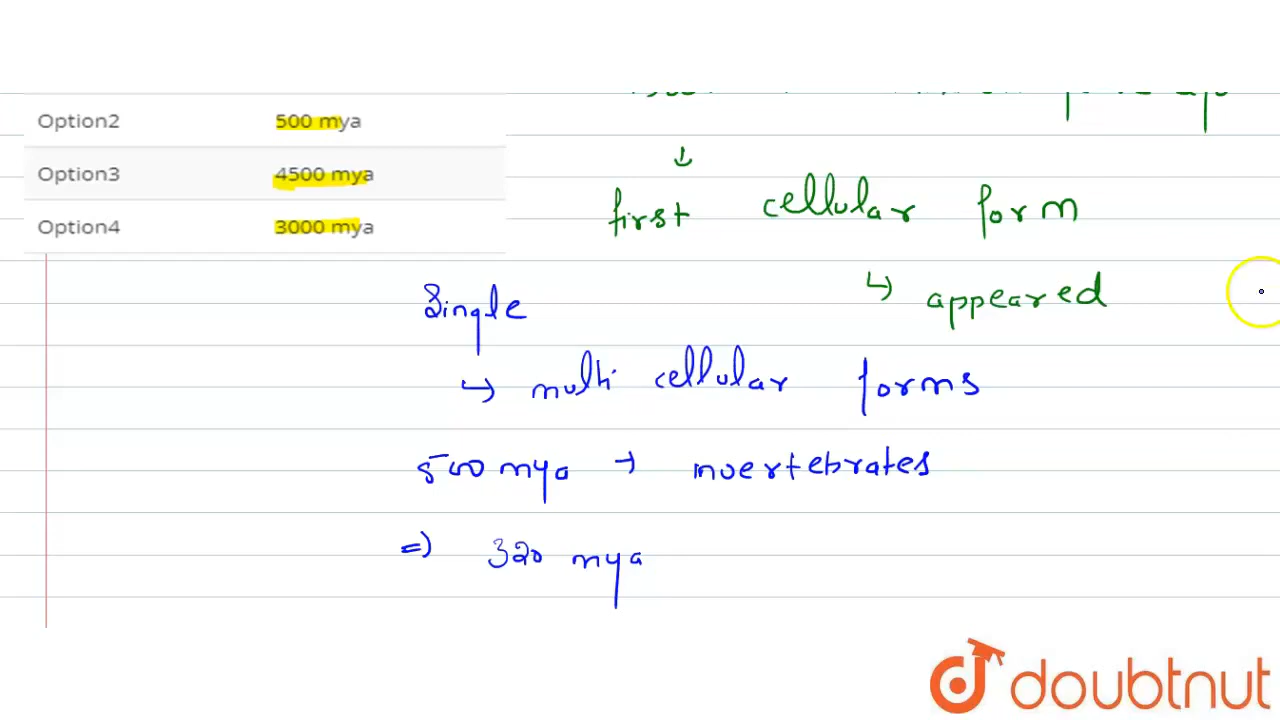 Option2 500 mya
Option3 4500 mya
Option4 3000 mya
first cellular form
↳ appeared
Single
↳ multi cellular forms
500 mya → invertebrates
⇒ 320 mya
doubtnut